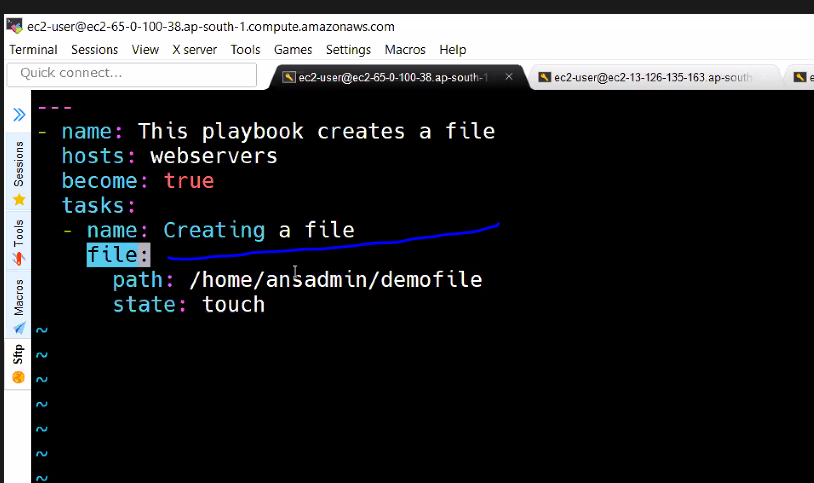 ec2-user@ec2-65-0-100-38.ap-south-1.compute.amazonaws.com
Terminal Sessions View X server Tools Games Settings Macros Help
Quick connect...
ec2-user@ec2-65-0-100-38.ap-south-1
ec2-user@ec2-13-126-135-163.ap-south
Sessions
Tools
Macros
Sftp
---
- name: This playbook creates a file
hosts: webservers
become: true
tasks:
- name: Creating a file
file:
path: /home/ansadmin/demofile
state: touch
~
~
~
~
~
~
~